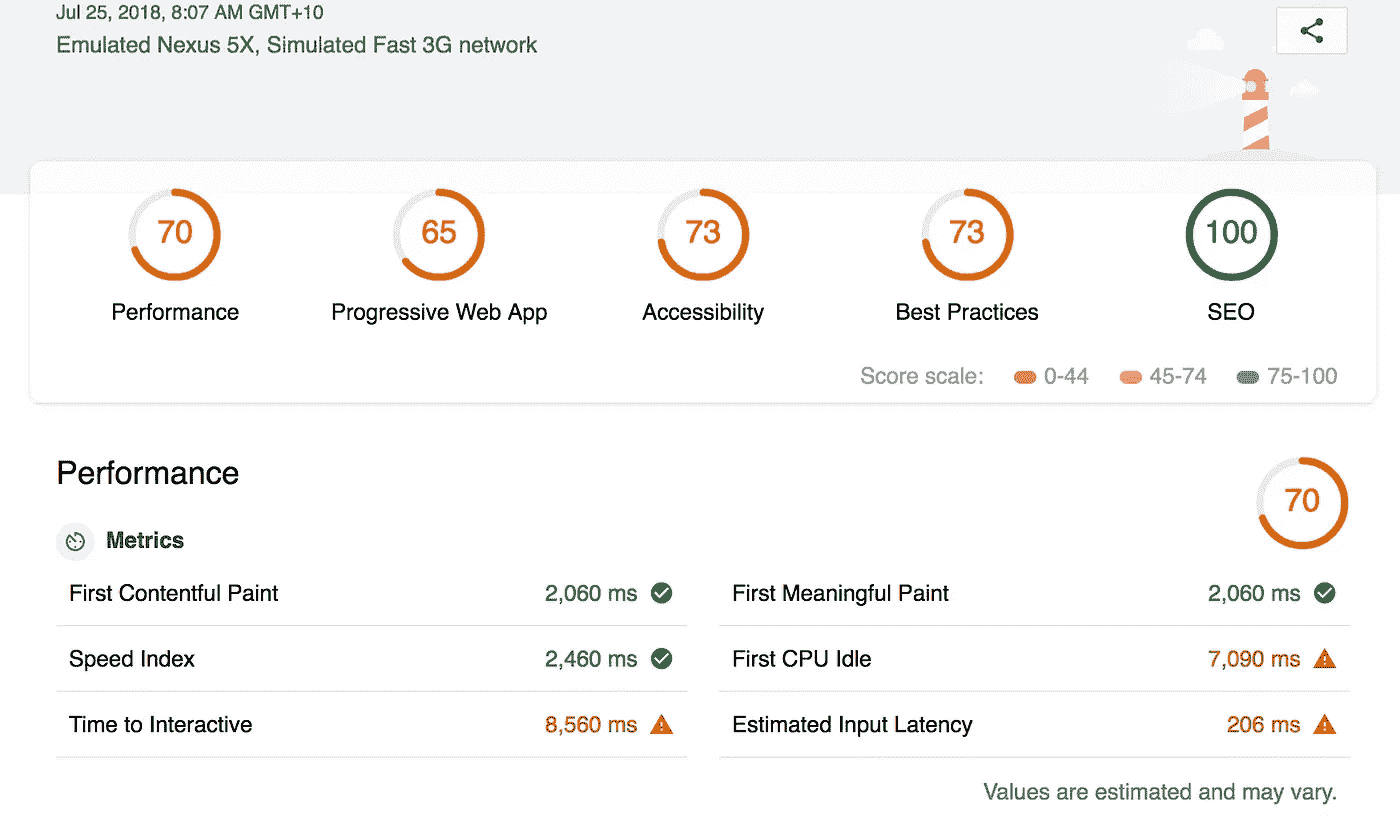 Jul 25, 2018, 8:07 AM GMT+10
Emulated Nexus 5X, Simulated Fast 3G network
70 65 73 73 100
Performance Progressive Web App Accessibility Best Practices SEO
Score scale: 0-44 45-74 75-100
Performance
70
Metrics
First Contentful Paint 2,060 ms
First Meaningful Paint 2,060 ms
Speed Index 2,460 ms
First CPU Idle 7,090 ms
Time to Interactive 8,560 ms
Estimated Input Latency 206 ms
Values are estimated and may vary.